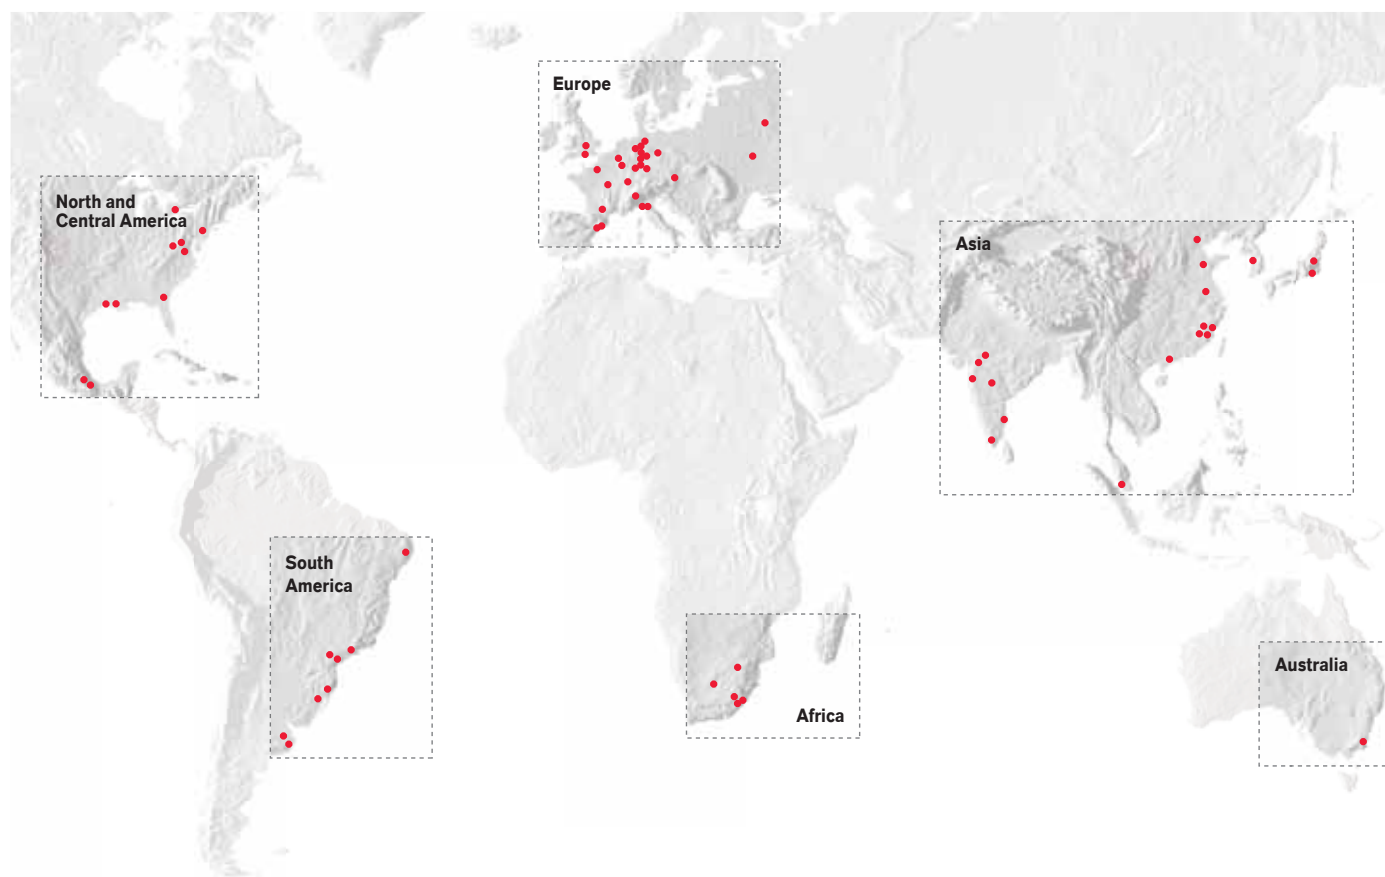 Europe
North and
Central America
Asia
South
America
Australia
Africa